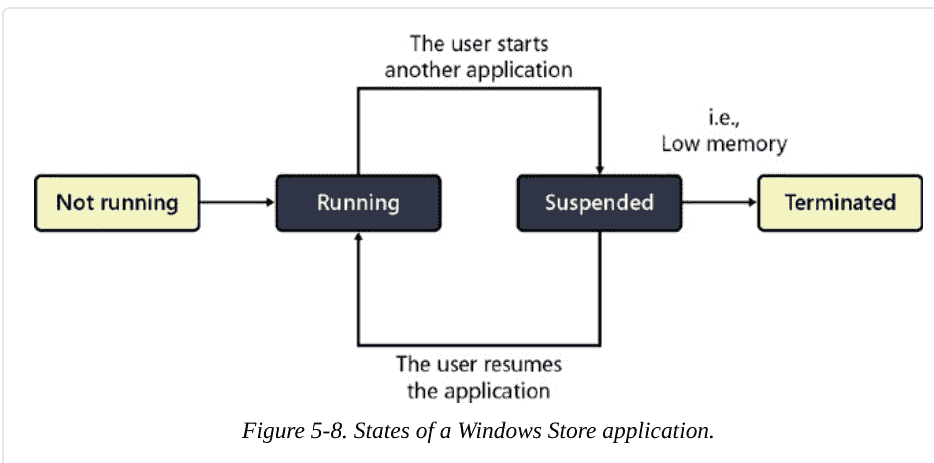 The user starts
another application
i.e.,
Low memory
Not running
Running
Suspended
Terminated
The user resumes
the application
Figure 5-8. States of a Windows Store application.